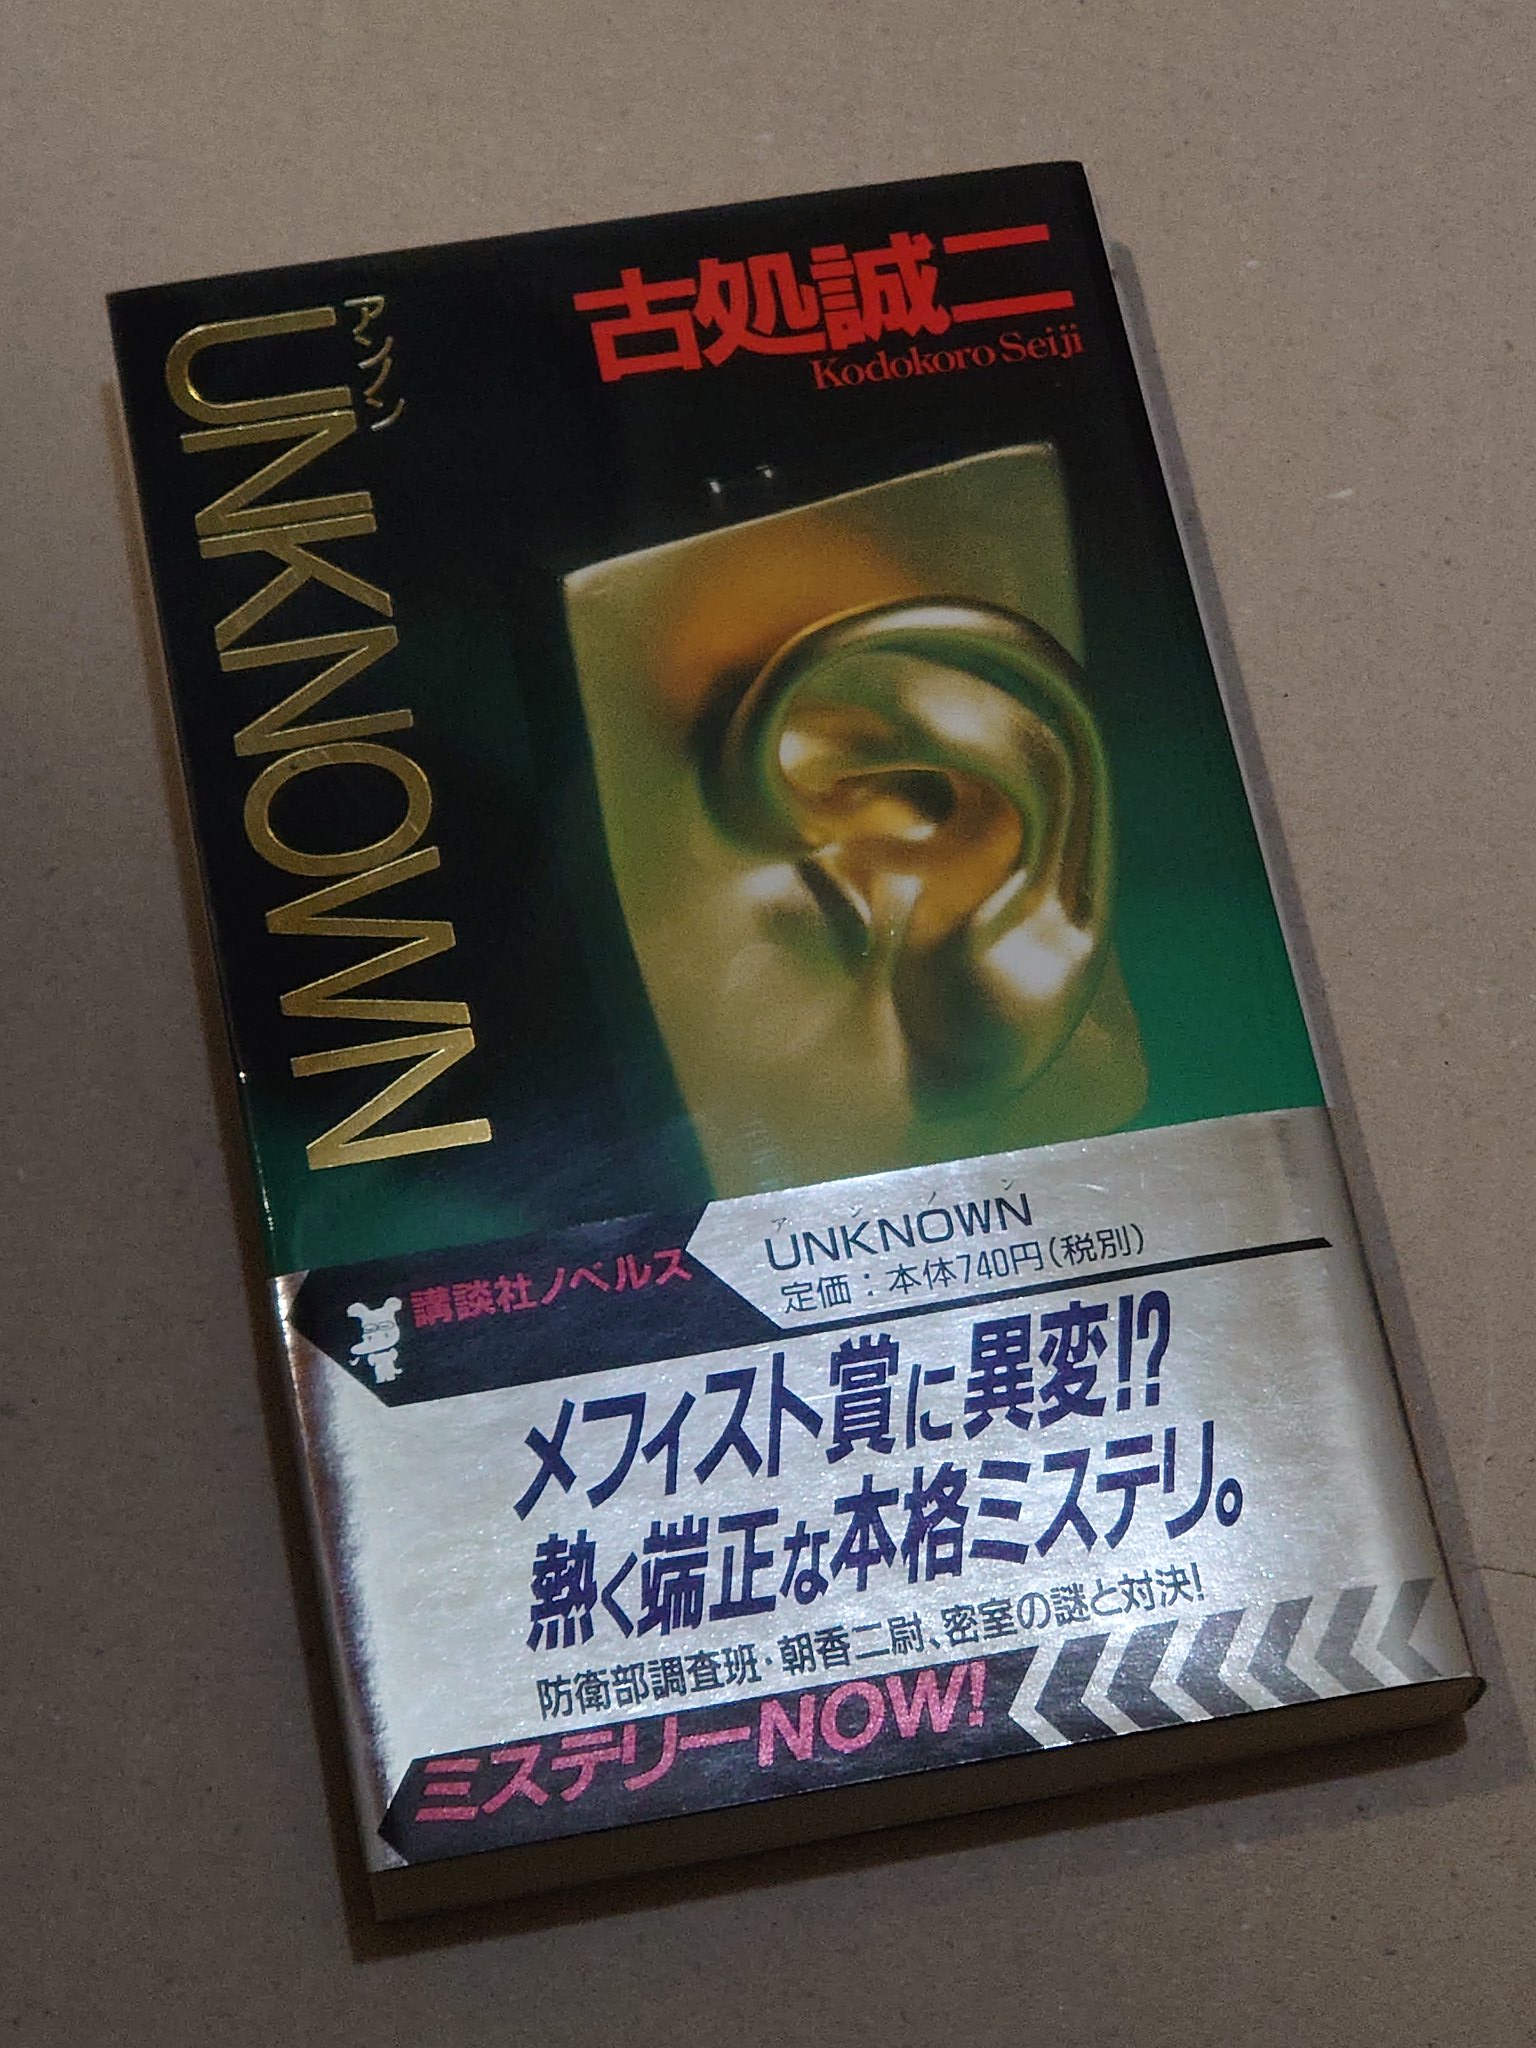 古処誠二
Kodokoro Seiji
アンノン
UNKNOWN
講談社ノベルス
アンノン
UNKNOWN
定価：本体740円（税別）
メフィスト賞に異変!?
熱く端正な本格ミステリ。
防衛部調査班・朝香二尉、密室の謎と対決！
ミステリーNOW!